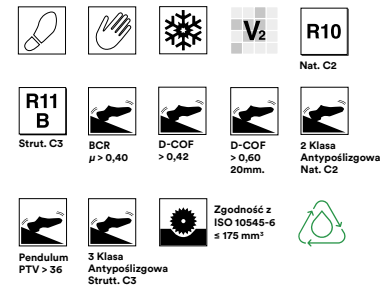 V2
R10
Nat. C2
R11
B
Strut. C3
BCR
µ > 0,40
D-COF
> 0,42
D-COF
> 0,60
20mm.
2 Klasa
Antypoślizgowa
Nat. C2
Pendulum
PTV > 36
3 Klasa
Antypoślizgowa
Strutt. C3
Zgodność z
ISO 10545-6
≤ 175 mm³